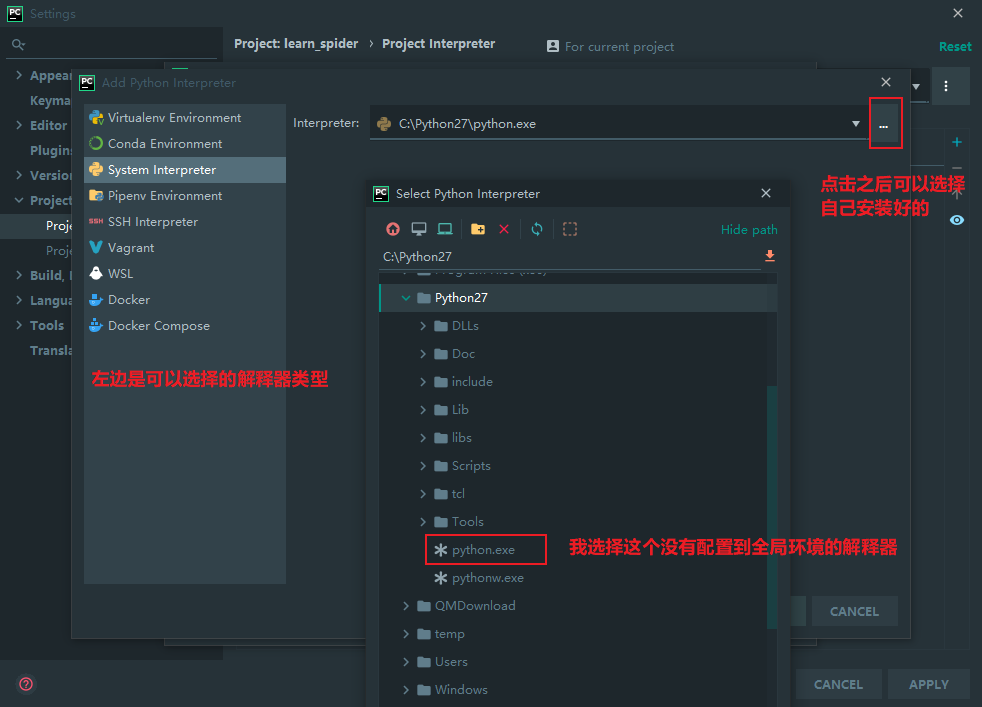 Settings
Project: learn_spider › Project Interpreter
For current project
Reset
Appear
Keyma
Editor
Plugin
Version
Project
Proje
Proje
Build, 
Langua
Tools
Transla
Add Python Interpreter
Virtualenv Environment
Conda Environment
System Interpreter
Pipenv Environment
SSH Interpreter
Vagrant
WSL
Docker
Docker Compose
左边是可以选择的解释器类型
Interpreter:
C:\Python27\python.exe
...
点击之后可以选择
自己安装好的
Select Python Interpreter
Hide path
C:\Python27
Python27
DLLs
Doc
include
Lib
libs
Scripts
tcl
Tools
python.exe
我选择这个没有配置到全局环境的解释器
pythonw.exe
QMDownload
temp
Users
Windows
CANCEL
CANCEL
APPLY